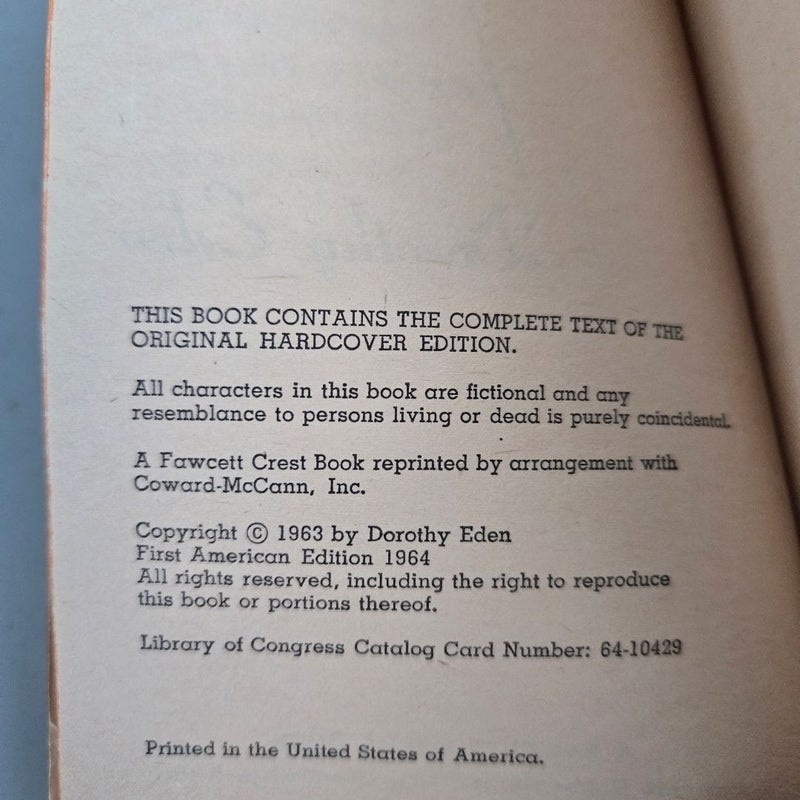 THIS BOOK CONTAINS THE COMPLETE TEXT OF THE
ORIGINAL HARDCOVER EDITION.
All characters in this book are fictional and any
resemblance to persons living or dead is purely coincidental.
A Fawcett Crest Book reprinted by arrangement with
Coward-McCann, Inc.
Copyright © 1963 by Dorothy Eden
First American Edition 1964
All rights reserved, including the right to reproduce
this book or portions thereof.
Library of Congress Catalog Card Number: 64-10429
Printed in the United States of America.